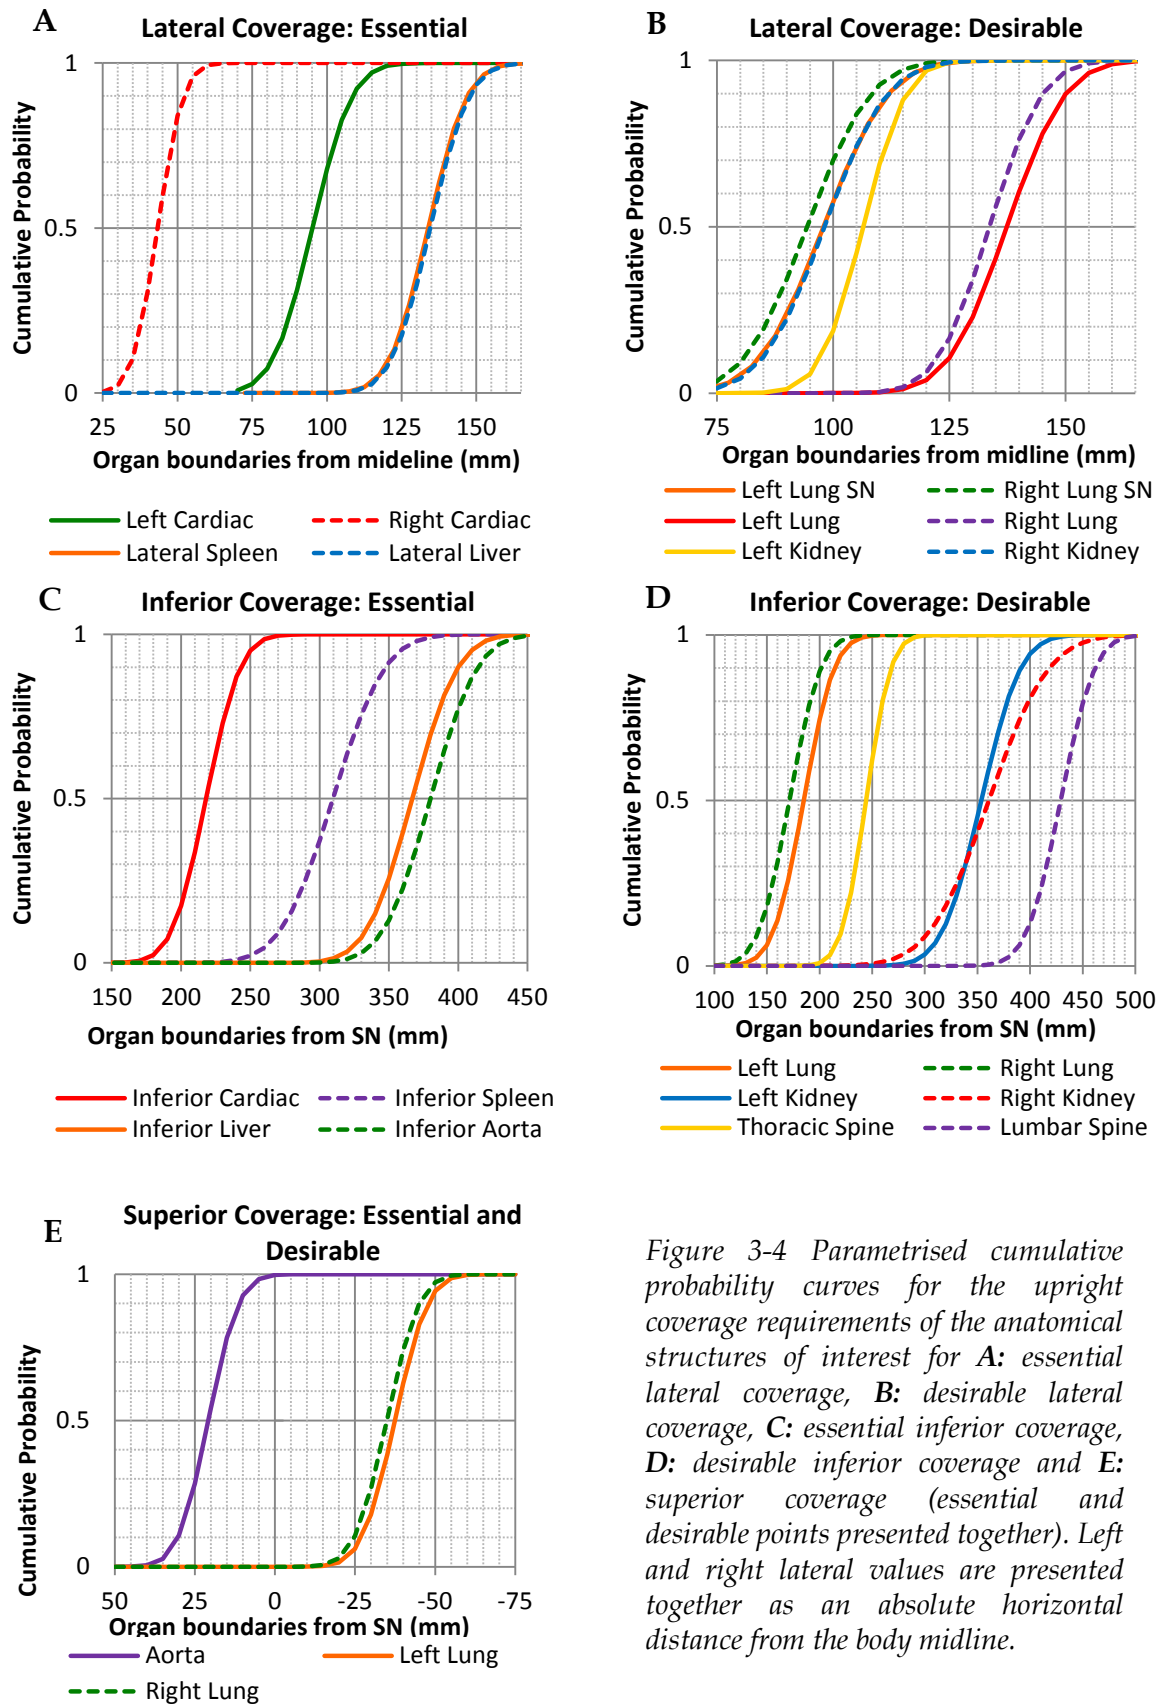 A
Lateral Coverage: Essential
Cumulative Probability
1
0.5
0
25 50 75 100 125 150
Organ boundaries from mideline (mm)
Left Cardiac Right Cardiac
Lateral Spleen Lateral Liver
B
Lateral Coverage: Desirable
Cumulative Probability
1
0.5
0
75 100 125 150
Organ boundaries from midline (mm)
Left Lung SN Right Lung SN
Left Lung Right Lung
Left Kidney Right Kidney
C
Inferior Coverage: Essential
Cumulative Probability
1
0.5
0
150 200 250 300 350 400 450
Organ boundaries from SN (mm)
Inferior Cardiac Inferior Spleen
Inferior Liver Inferior Aorta
D
Inferior Coverage: Desirable
Cumulative Probability
1
0.5
0
100 150 200 250 300 350 400 450 500
Organ boundaries from SN (mm)
Left Lung Right Lung
Left Kidney Right Kidney
Thoracic Spine Lumbar Spine
E
Superior Coverage: Essential and
Desirable
Cumulative Probability
1
0.5
0
50 25 0 -25 -50 -75
Organ boundaries from SN (mm)
Aorta Left Lung
Right Lung
Figure 3-4 Parametrised cumulative
probability curves for the upright
coverage requirements of the anatomical
structures of interest for A: essential
lateral coverage, B: desirable lateral
coverage, C: essential inferior coverage,
D: desirable inferior coverage and E:
superior coverage (essential and
desirable points presented together). Left
and right lateral values are presented
together as an absolute horizontal
distance from the body midline.